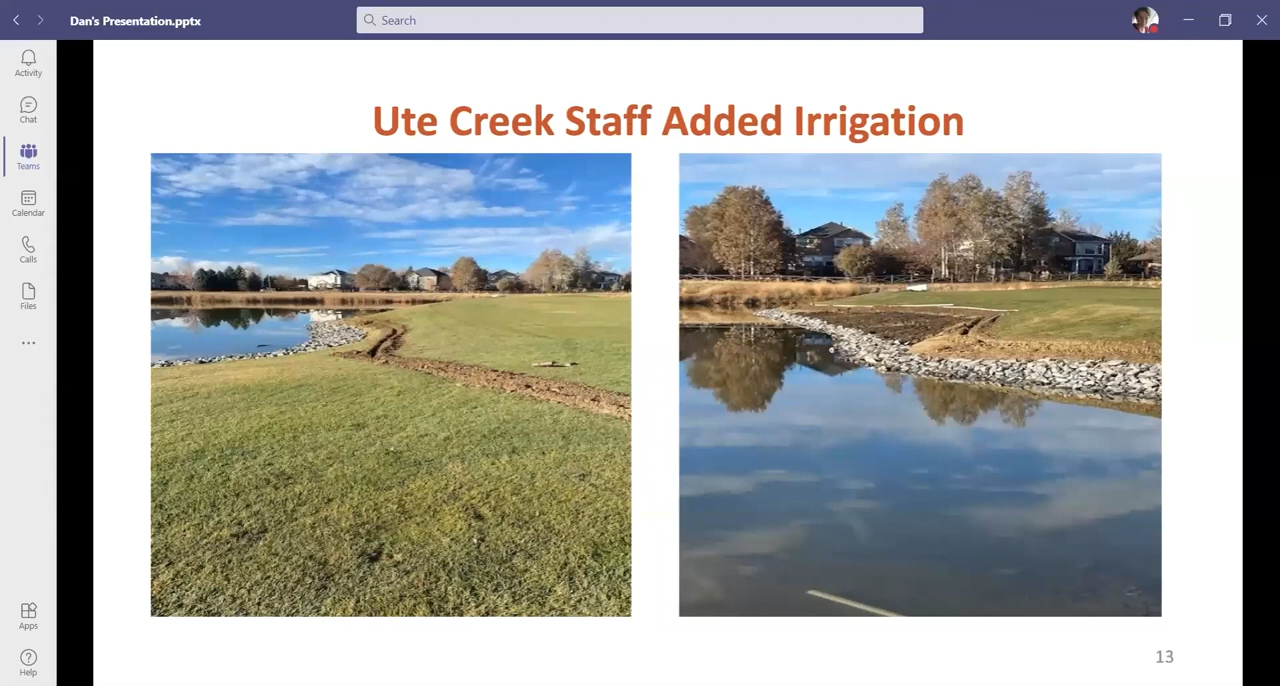 Dan's Presentation.pptx
Search
Activity
Chat
Teams
Calendar
Calls
Files
Apps
Help
Ute Creek Staff Added Irrigation
13